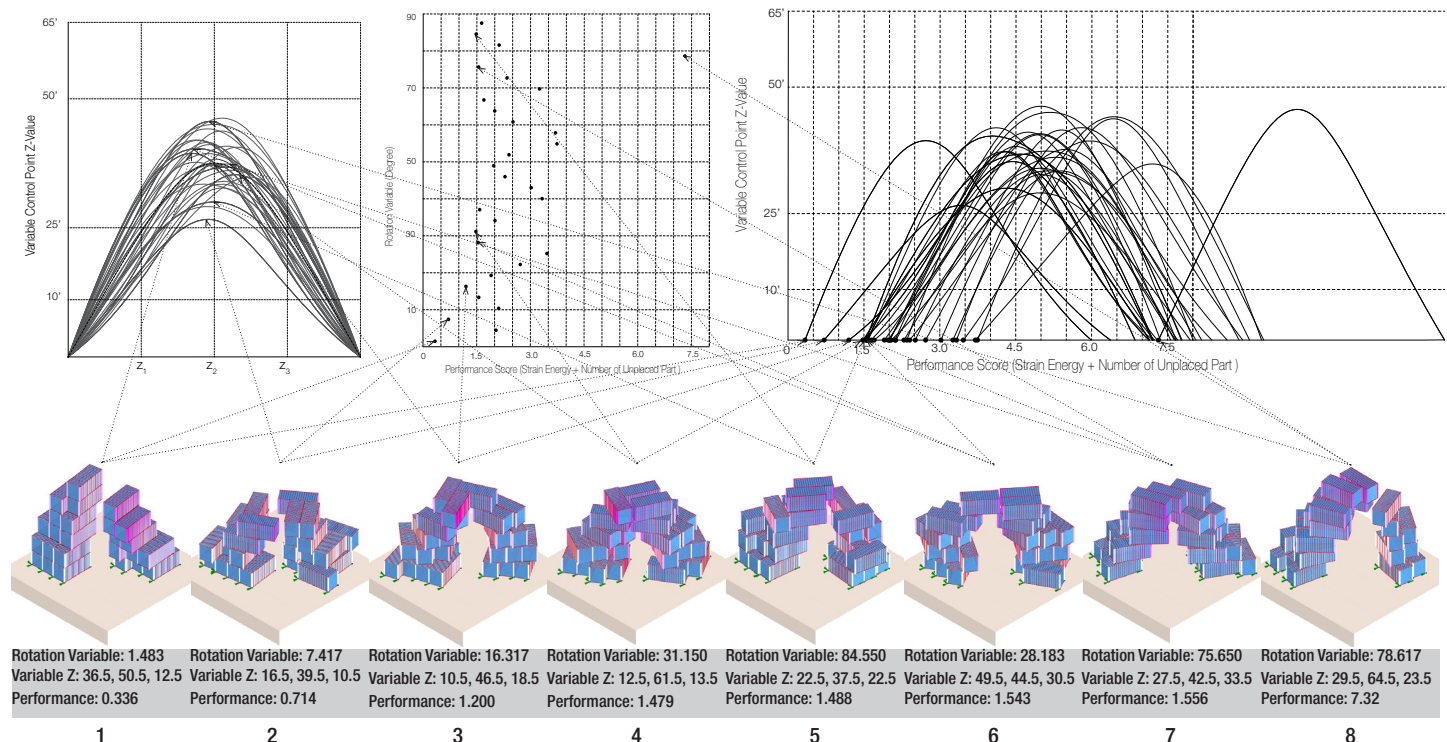 65'
50'
25'
10'
Variable Control Point Z-Value
Z1
Z2
Z3
90
70
50
30
10
Rotation Variable (Degree)
0
1.5
3.0
4.5
6.0
7.5
Performance Score (Strain Energy + Number of Unplaced Part )
65'
50'
25'
10'
Variable Control Point Z-Value
0
1.5
3.0
4.5
6.0
7.5
Performance Score (Strain Energy + Number of Unplaced Part )
Rotation Variable: 1.483
Variable Z: 36.5, 50.5, 12.5
Performance: 0.336
1
Rotation Variable: 7.417
Variable Z: 16.5, 39.5, 10.5
Performance: 0.714
2
Rotation Variable: 16.317
Variable Z: 10.5, 46.5, 18.5
Performance: 1.200
3
Rotation Variable: 31.150
Variable Z: 12.5, 61.5, 13.5
Performance: 1.479
4
Rotation Variable: 84.550
Variable Z: 22.5, 37.5, 22.5
Performance: 1.488
5
Rotation Variable: 28.183
Variable Z: 49.5, 44.5, 30.5
Performance: 1.543
6
Rotation Variable: 75.650
Variable Z: 27.5, 42.5, 33.5
Performance: 1.556
7
Rotation Variable: 78.617
Variable Z: 29.5, 64.5, 23.5
Performance: 7.32
8